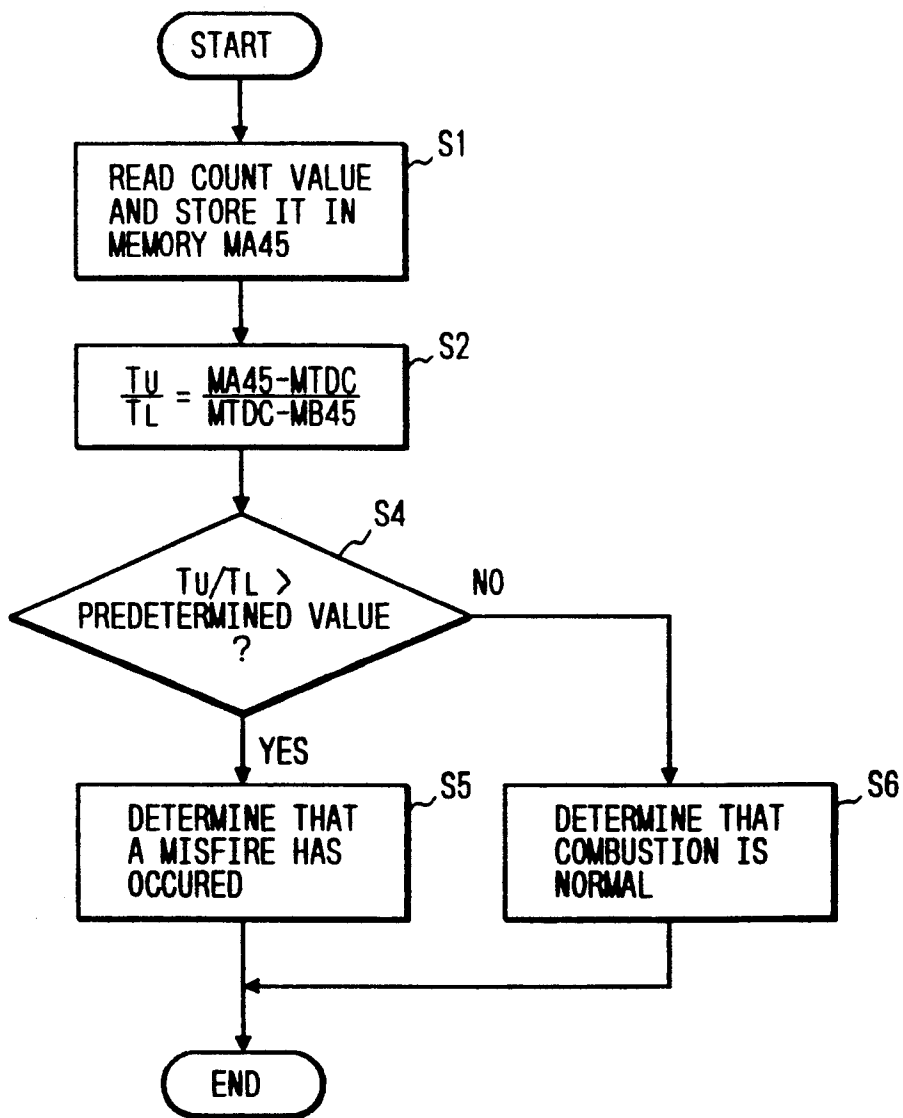 START
S1
READ COUNT VALUE
AND STORE IT IN
MEMORY MA45
S2
TU/TL = MA45-MTDC/MTDC-MB45
S4
TU/TL >
PREDETERMINED VALUE
?
NO
YES
S5
DETERMINE THAT
A MISFIRE HAS
OCCURED
S6
DETERMINE THAT
COMBUSTION IS
NORMAL
END